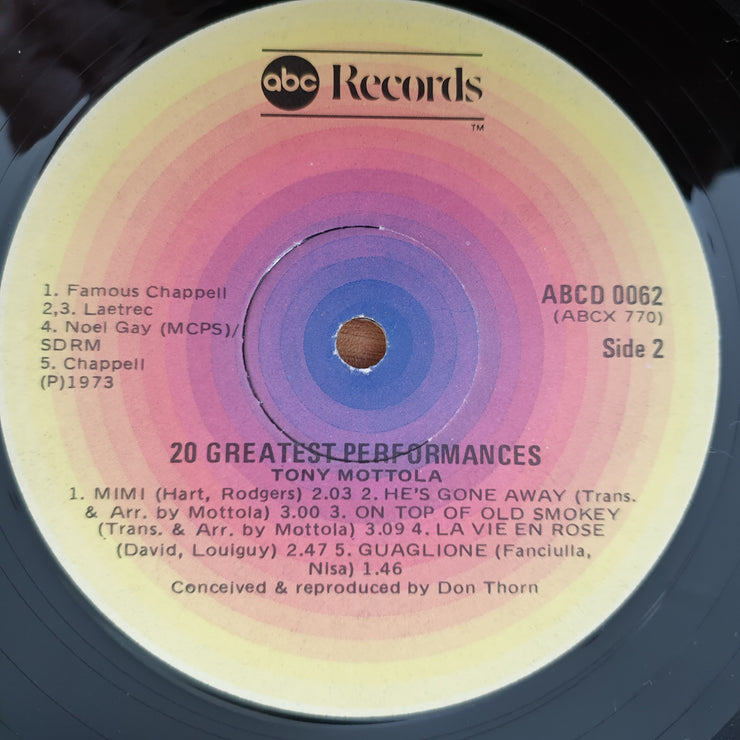 abc Records
TM
1. Famous Chappell
2,3. Laetrec
4. Noel Gay (MCPS)/
SDRM
5. Chappell
(P)1973
ABCD 0062
(ABCX 770)
Side 2
20 GREATEST PERFORMANCES
TONY MOTTOLA
1. MIMI (Hart, Rodgers) 2.03 2. HE'S GONE AWAY (Trans.
& Arr. by Mottola) 3.00 3. ON TOP OF OLD SMOKEY
(Trans. & Arr. by Mottola) 3.09 4. LA VIE EN ROSE
(David, Louiguy) 2.47 5. GUAGLIONE (Fanciulla,
Nisa) 1.46
Conceived & reproduced by Don Thorn